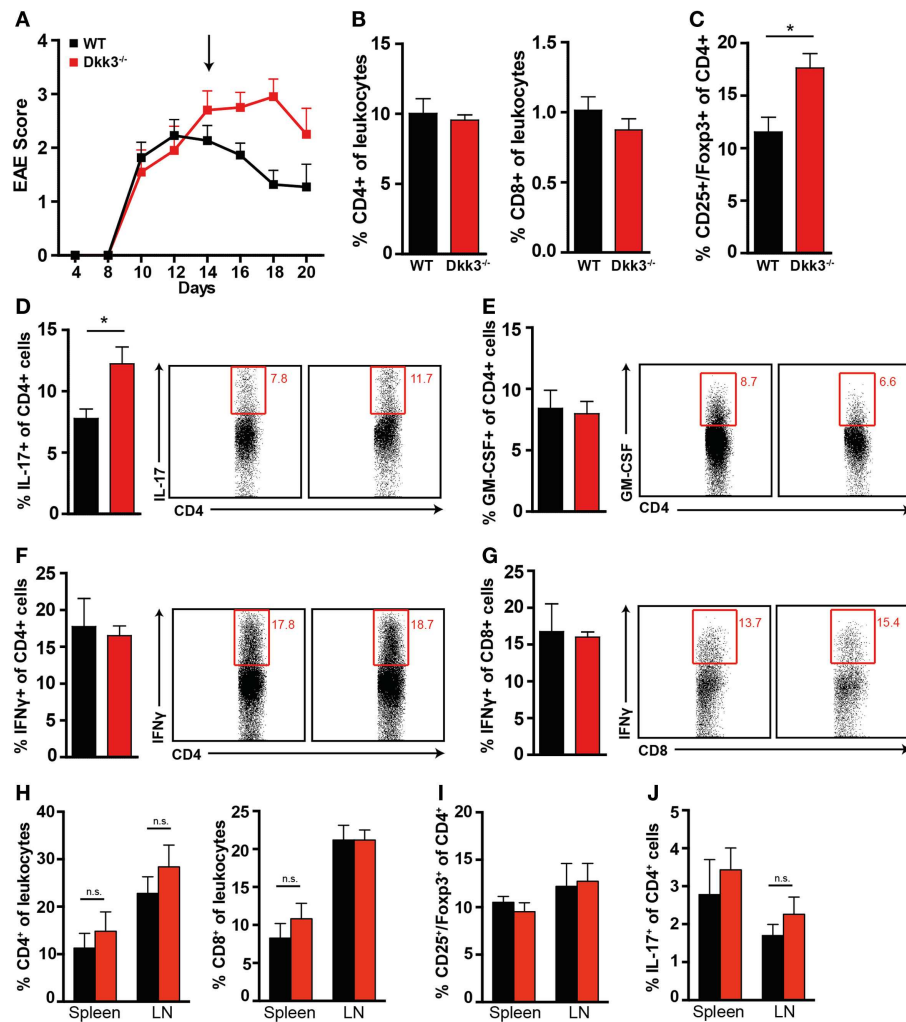 A
WT
Dkk3-/-
EAE Score
4
3
2
1
0
4 8 10 12 14 16 18 20
Days
B
% CD4+ of leukocytes
15
10
5
0
WT Dkk3-/-
% CD8+ of leukocytes
1.5
1.0
0.5
0.0
WT Dkk3-/-
C
% CD25+/Foxp3+ of CD4+
20
15
10
5
0
*
WT Dkk3-/-
D
% IL-17+ of CD4+ cells
15
10
5
0
*
IL-17
7.8
11.7
CD4
E
% GM-CSF+ of CD4+ cells
15
10
5
0
GM-CSF
8.7
6.6
CD4
F
% IFNγ+ of CD4+ cells
25
20
15
10
5
0
IFNγ
17.8
18.7
CD4
G
% IFNγ+ of CD8+ cells
25
20
15
10
5
0
IFNγ
13.7
15.4
CD8
H
% CD4+ of leukocytes
40
30
20
10
0
n.s.
n.s.
Spleen LN
% CD8+ of leukocytes
25
20
15
10
5
0
n.s.
Spleen LN
I
% CD25+/Foxp3+ of CD4+
20
15
10
5
0
Spleen LN
J
% IL-17+ of CD4+ cells
5
4
3
2
1
0
n.s.
Spleen LN